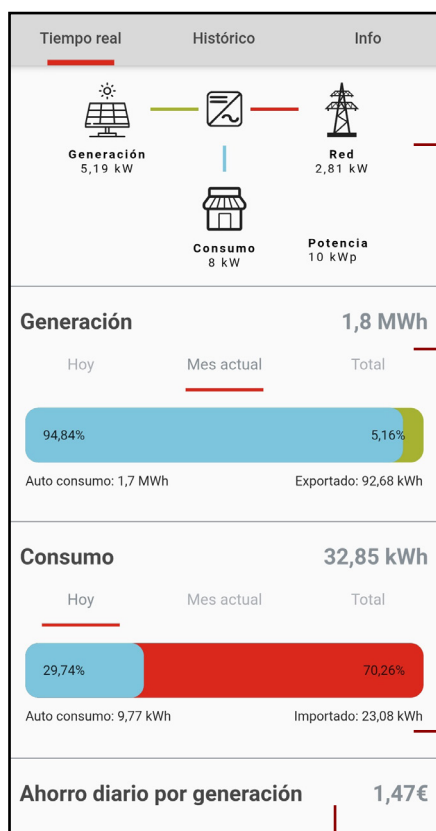 Tiempo real Histórico Info
Generación Red
5,19 kW 2,81 kW
Consumo Potencia
8 kW 10 kWp
Generación 1,8 MWh
Hoy Mes actual Total
94,84% 5,16%
Auto consumo: 1,7 MWh Exportado: 92,68 kWh
Consumo 32,85 kWh
Hoy Mes actual Total
29,74% 70,26%
Auto consumo: 9,77 kWh Importado: 23,08 kWh
Ahorro diario por generación 1,47€